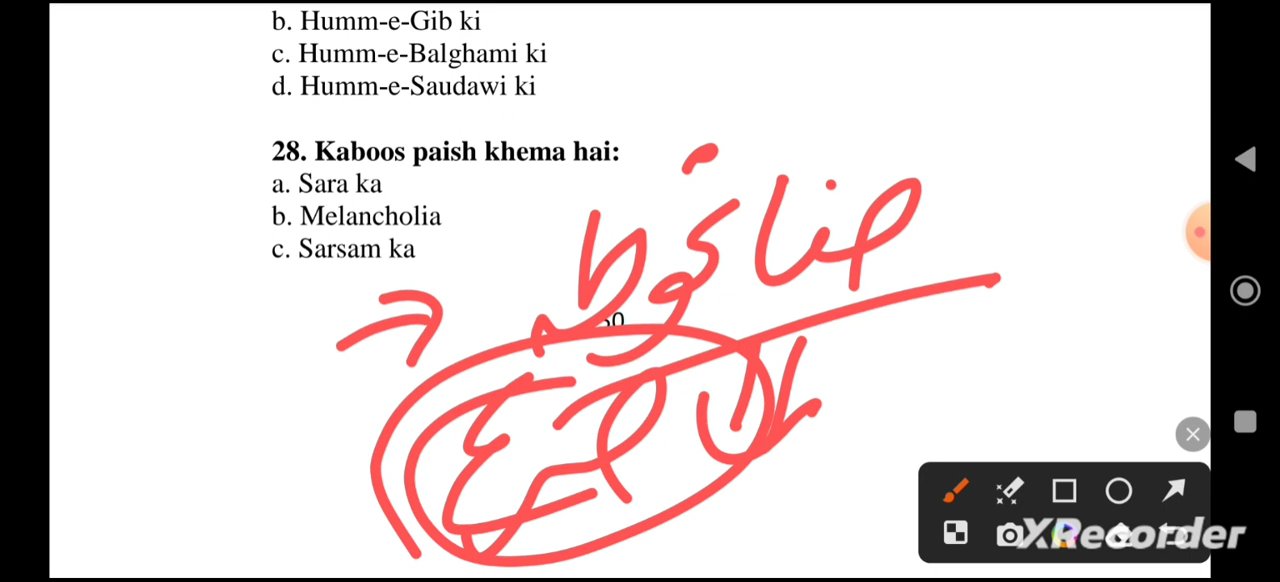 b. Humm-e-Gib ki
c. Humm-e-Balghami ki
d. Humm-e-Saudawi ki
28. Kaboos paish khema hai:
a. Sara ka
b. Melancholia
c. Sarsam ka
XRecorder